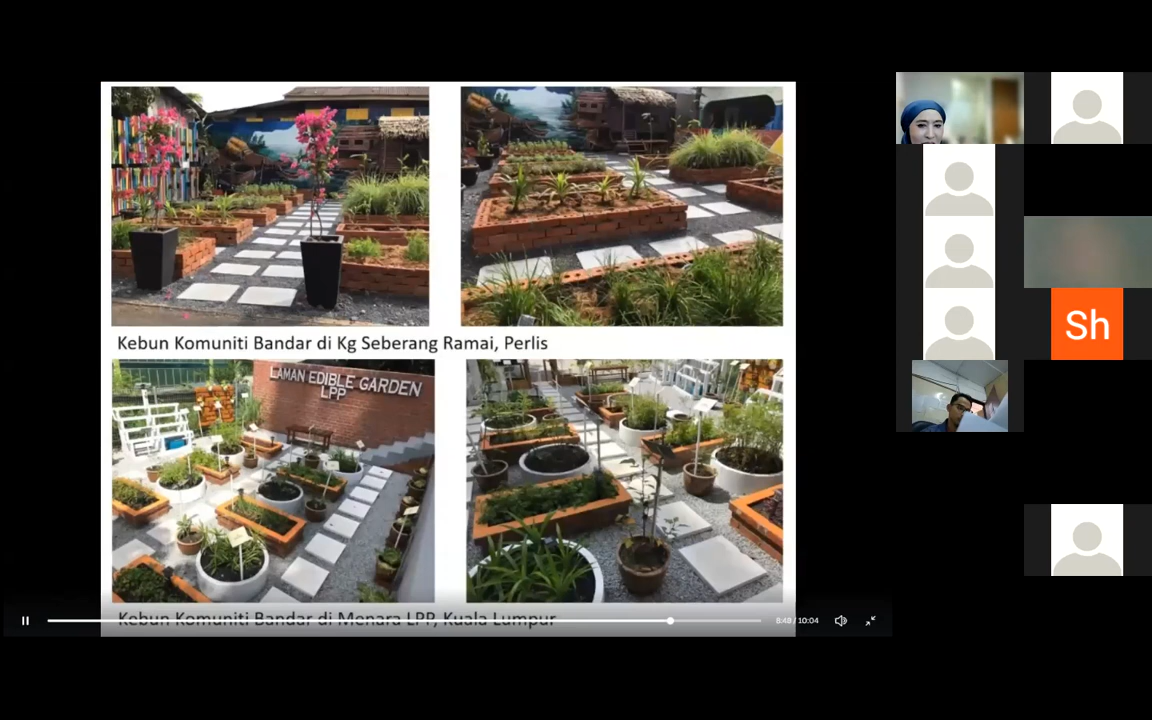 Kebun Komuniti Bandar di Kg Seberang Ramai, Perlis
LAMAN EDIBLE GARDEN
LPP
Kebun Komuniti Bandar di Menara LPP, Kuala Lumpur
8:49 / 10:04
Sh